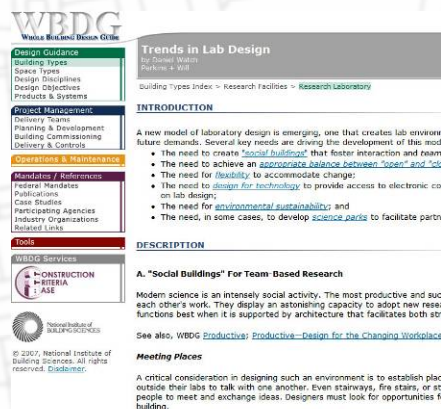 WBDG
WHOLE BUILDING DESIGN GUIDE
Design Guidance
Building Types
Space Types
Design Disciplines
Design Objectives
Products & Systems
Project Management
Delivery Teams
Planning & Development
Building Commissioning
Delivery & Controls
Operations & Maintenance
Mandates / References
Federal Mandates
Publications
Case Studies
Participating Agencies
Industry Organizations
Related Links
Tools
WBDG Services
CONSTRUCTION
CRITERIA
BASE
National Institute of
BUILDING SCIENCES
© 2007, National Institute of
Building Sciences. All rights
reserved. Disclaimer.
Trends in Lab Design
by Daniel Watch
Perkins + Will
Building Types Index > Research Facilities > Research Laboratory
INTRODUCTION
A new model of laboratory design is emerging, one that creates lab environm
future demands. Several key needs are driving the development of this mod
• The need to create "social buildings" that foster interaction and team
• The need to achieve an appropriate balance between "open" and "clo
• The need for flexibility to accommodate change;
• The need to design for technology to provide access to electronic co
on lab design;
• The need for environmental sustainability; and
• The need, in some cases, to develop science parks to facilitate partn
DESCRIPTION
A. "Social Buildings" For Team-Based Research
Modern science is an intensely social activity. The most productive and suc
each other's work. They display an astonishing capacity to adopt new resea
functions best when it is supported by architecture that facilitates both str
See also, WBDG Productive; Productive—Design for the Changing Workplace
Meeting Places
A critical consideration in designing such an environment is to establish plac
outside their labs to talk with one another. Even stairways, fire stairs, or st
people to meet and exchange ideas. Designers must look for opportunities f
building.